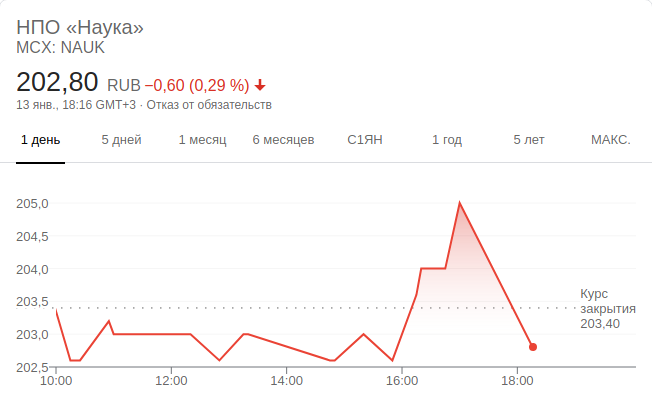 НПО «Наука»
MCX: NAUK
202,80 RUB −0,60 (0,29 %)
13 янв., 18:16 GMT+3 · Отказ от обязательств
1 день 5 дней 1 месяц 6 месяцев С1ЯН 1 год 5 лет МАКС.
205,0
204,5
204,0
203,5
203,0
202,5
Курс
закрытия
203,40
10:00 12:00 14:00 16:00 18:00